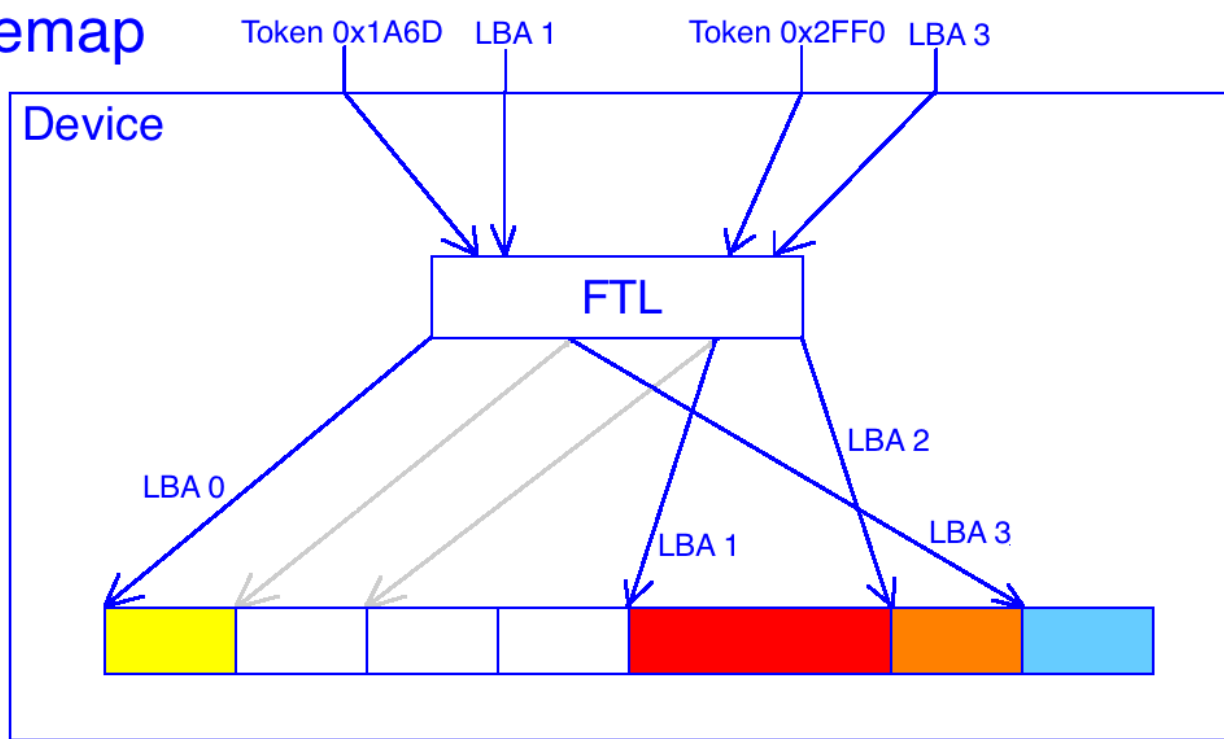 emap
Token 0x1A6D LBA 1 Token 0x2FF0 LBA 3
Device
FTL
LBA 2
LBA 0
LBA 3
LBA 1